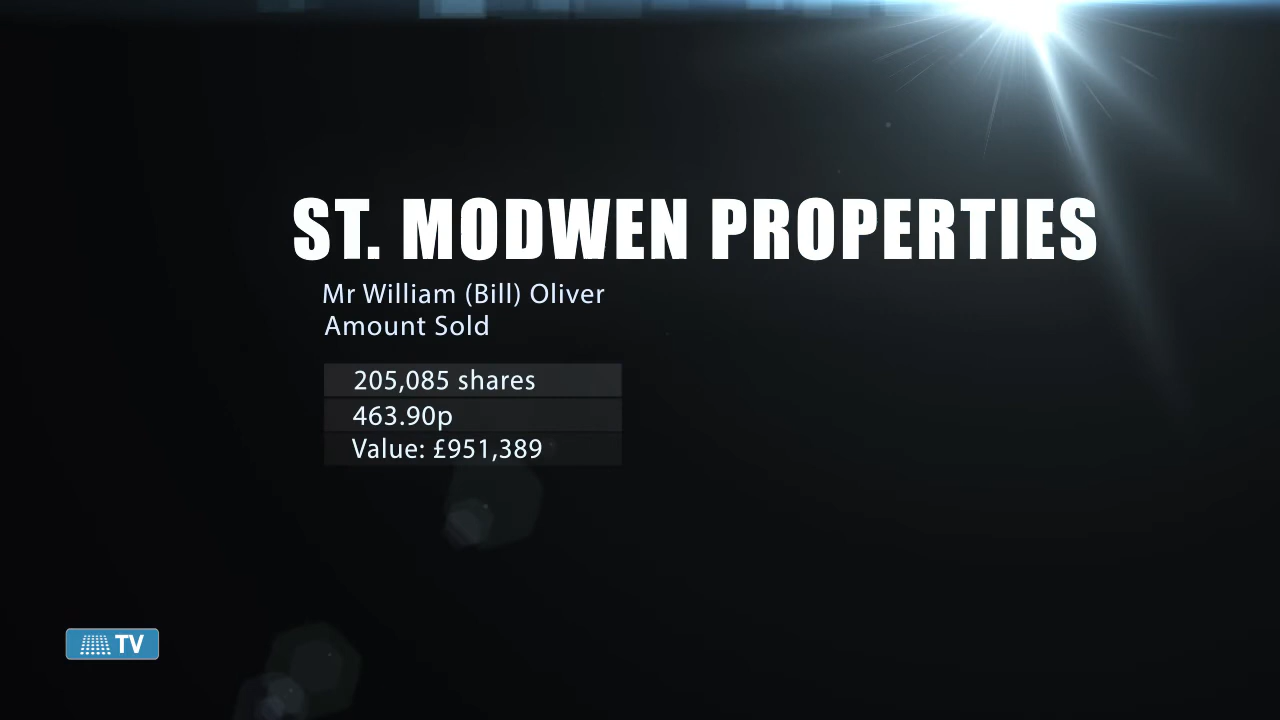 ST. MODWEN PROPERTIES
Mr William (Bill) Oliver
Amount Sold
205,085 shares
463.90p
Value: £951,389
TV